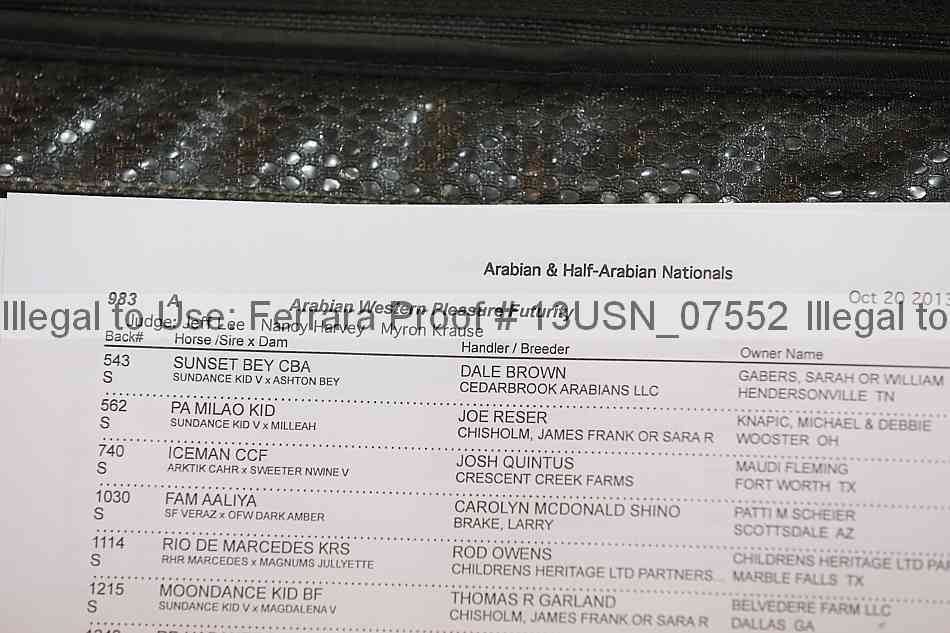 Arabian & Half-Arabian Nationals
983 A Arabian Western Pleasure Futurity Oct 20 2013
Illegal to Use: Ferrara Proof # 13USN_07552 Illegal to
Judge: Jeff Lee Nancy Harvey Myron Krause
Back# Horse /Sire x Dam Handler / Breeder Owner Name
543 SUNSET BEY CBA DALE BROWN GABERS, SARAH OR WILLIAM
S SUNDANCE KID V x ASHTON BEY CEDARBROOK ARABIANS LLC HENDERSONVILLE TN
562 PA MILAO KID JOE RESER KNAPIC, MICHAEL & DEBBIE
S SUNDANCE KID V x MILLEAH CHISHOLM, JAMES FRANK OR SARA R WOOSTER OH
740 ICEMAN CCF JOSH QUINTUS MAUDI FLEMING
S ARKTIK CAHR x SWEETER NWINE V CRESCENT CREEK FARMS FORT WORTH TX
1030 FAM AALIYA CAROLYN MCDONALD SHINO PATTI M SCHEIER
S SF VERAZ x OFW DARK AMBER BRAKE, LARRY SCOTTSDALE AZ
1114 RIO DE MARCEDES KRS ROD OWENS CHILDRENS HERITAGE LTD PAR
S RHR MARCEDES x MAGNUMS JULLYETTE CHILDRENS HERITAGE LTD PARTNERS... MARBLE FALLS TX
1215 MOONDANCE KID BF THOMAS R GARLAND BELVEDERE FARM LLC
S SUNDANCE KID V x MAGDALENA V CHISHOLM, JAMES FRANK OR SARA R DALLAS GA